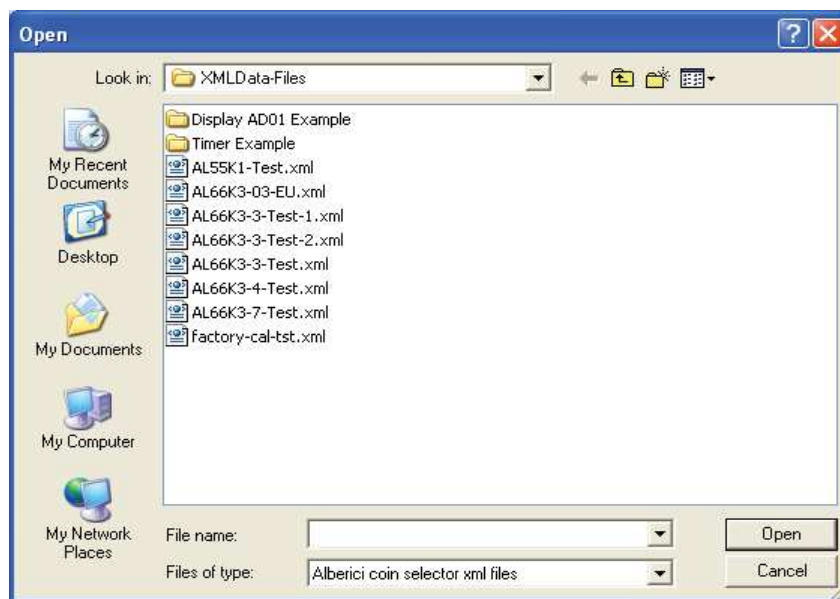 Open
Look in: XMLData-Files
My Recent
Documents
Desktop
My Documents
My Computer
My Network
Places
Display AD01 Example
Timer Example
AL55K1-Test.xml
AL66K3-03-EU.xml
AL66K3-3-Test-1.xml
AL66K3-3-Test-2.xml
AL66K3-3-Test.xml
AL66K3-4-Test.xml
AL66K3-7-Test.xml
factory-cal-tst.xml
File name:
Open
Files of type: Alberici coin selector xml files
Cancel